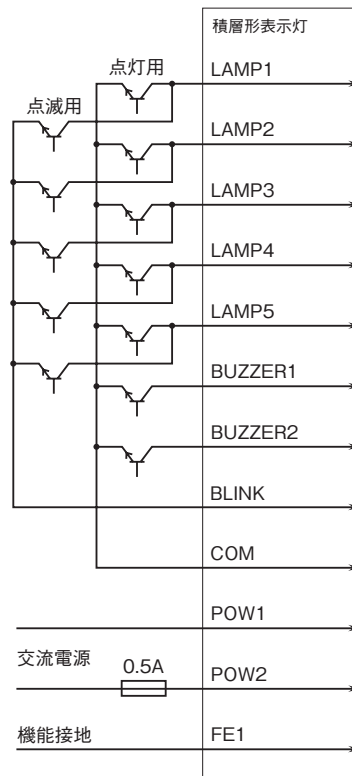 積層形表示灯
点灯用
LAMP1
点滅用
LAMP2
LAMP3
LAMP4
LAMP5
BUZZER1
BUZZER2
BLINK
COM
POW1
交流電源
0.5A
POW2
機能接地
FE1